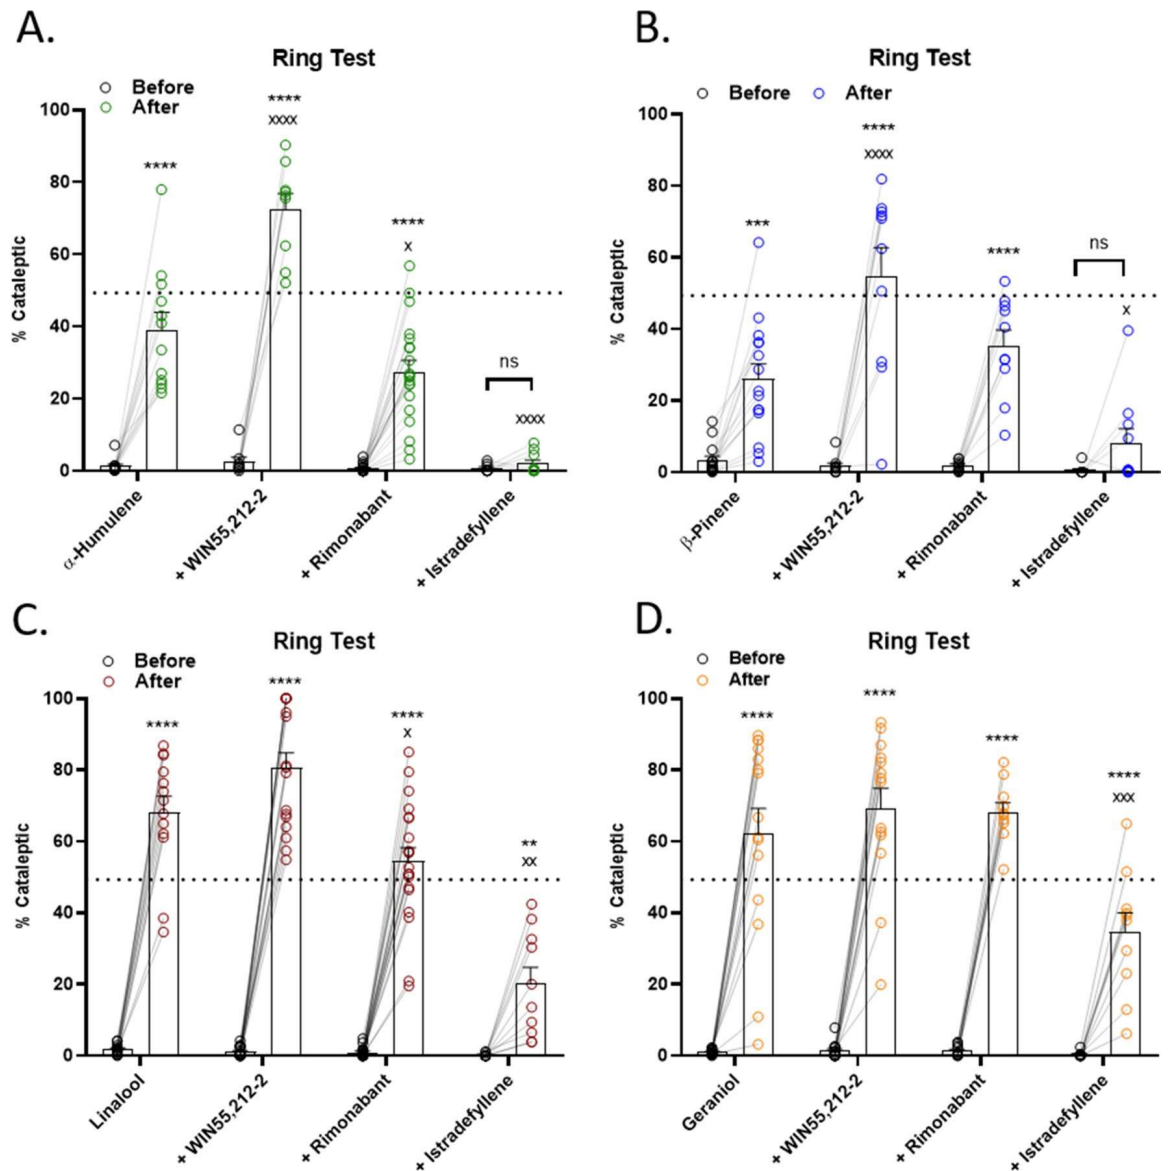 A.
Ring Test
Before
After
% Cataleptic
100
80
60
40
20
0
****
****
xxxx
****
x
ns
xxxx
α-Humulene
+ WIN55,212-2
+ Rimonabant
+ Istradefyllene
B.
Ring Test
Before After
% Cataleptic
100
80
60
40
20
0
***
****
xxxx
****
ns
x
β-Pinene
+ WIN55,212-2
+ Rimonabant
+ Istradefyllene
C.
Ring Test
Before
After
% Cataleptic
100
80
60
40
20
0
****
****
****
x
**
xx
Linalool
+ WIN55,212-2
+ Rimonabant
+ Istradefyllene
D.
Ring Test
Before
After
% Cataleptic
100
80
60
40
20
0
****
****
****
****
xxx
Geraniol
+ WIN55,212-2
+ Rimonabant
+ Istradefyllene